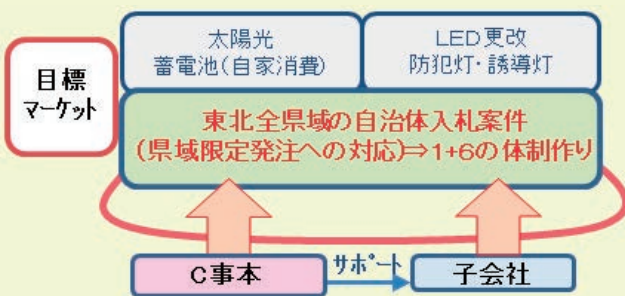 目標
マーケット
太陽光
蓄電池(自家消費)
LED更改
防犯灯・誘導灯
東北全県域の自治体入札案件
(県域限定発注への対応)⇒1+6の体制作り
C事本
サポート
子会社